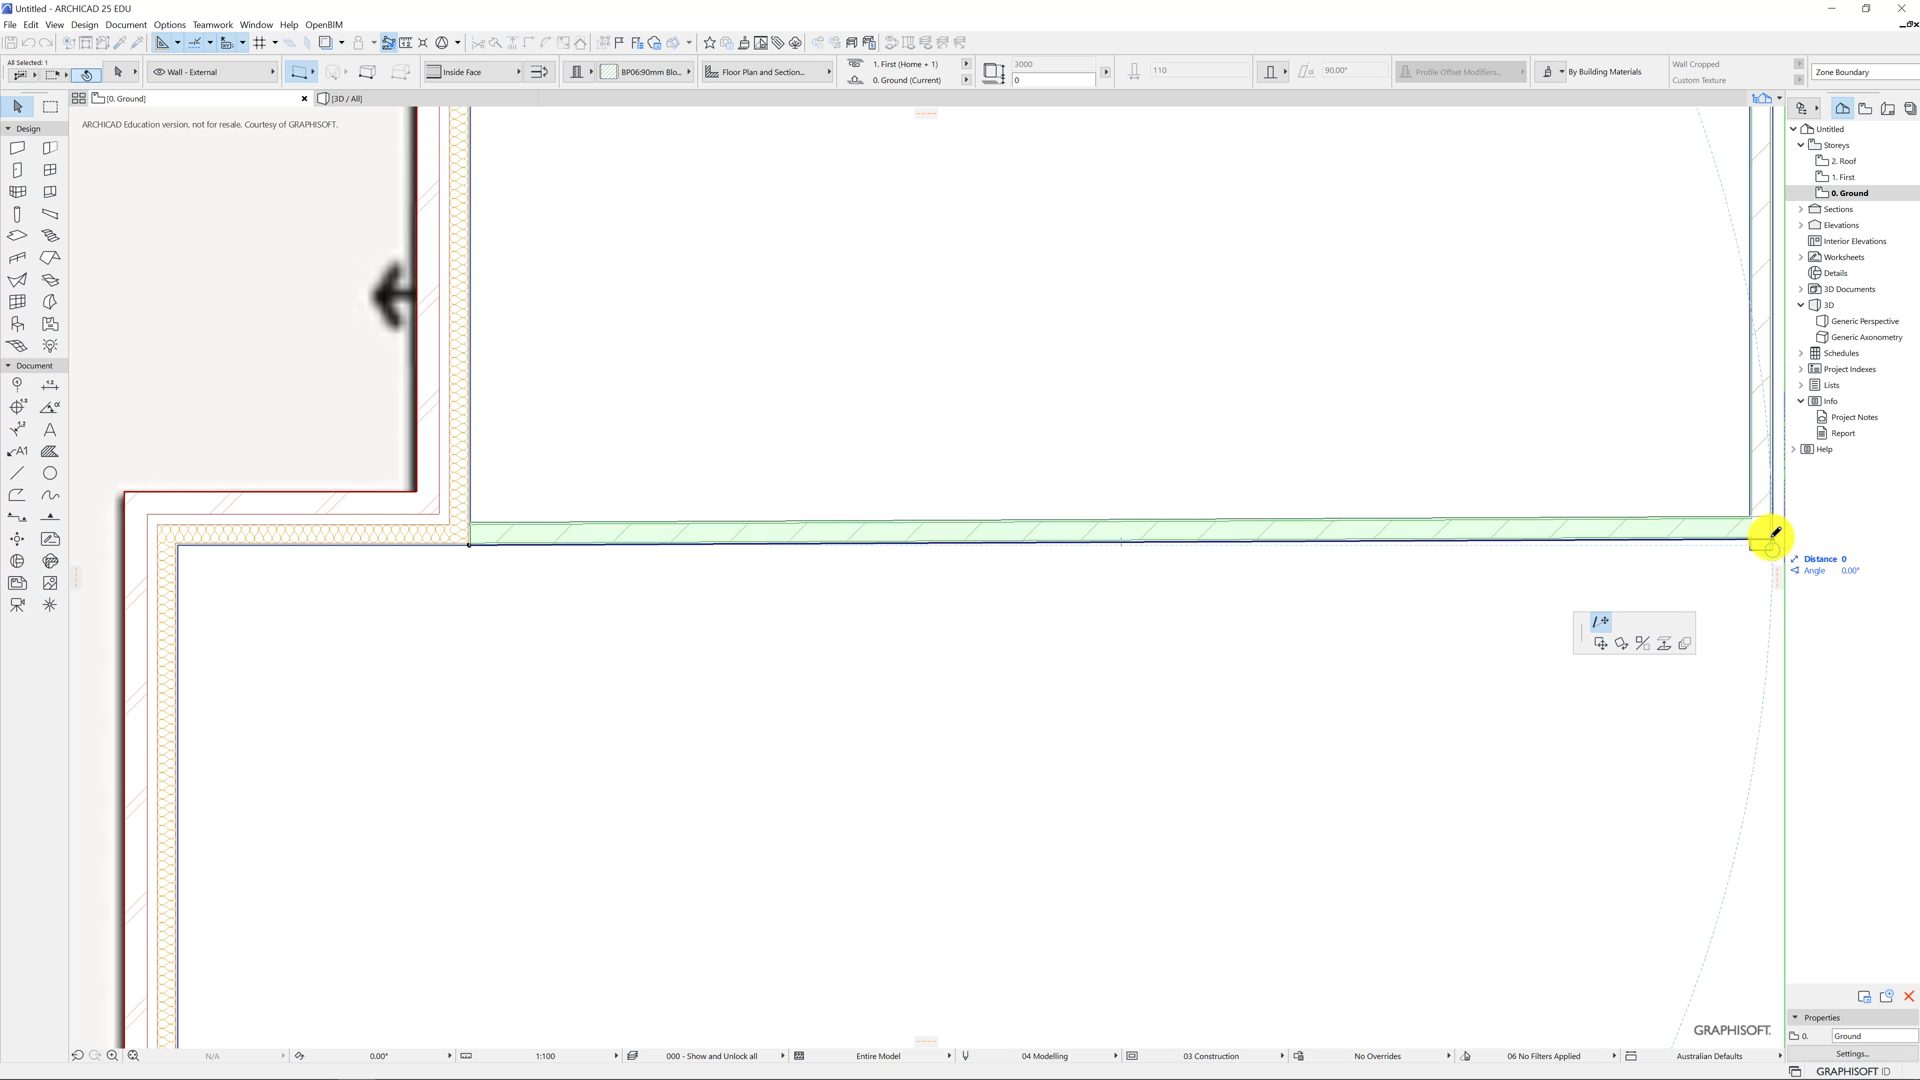 Untitled - ARCHICAD 25 EDU
File Edit View Design Document Options Teamwork Window Help OpenBIM
All Selected: 1
Wall - External
Inside Face
BP06:90mm Blo...
Floor Plan and Section...
1. First (Home + 1)
0. Ground (Current)
3000
0
110
90.00°
Profile Offset Modifiers...
By Building Materials
Wall Cropped
Custom Texture
Zone Boundary
[0. Ground]
[3D / All]
ARCHICAD Education version, not for resale. Courtesy of GRAPHISOFT.
Design
Document
A1
Distance 0
Angle 0.00°
Untitled
Storeys
2. Roof
1. First
0. Ground
Sections
Elevations
Interior Elevations
Worksheets
Details
3D Documents
3D
Generic Perspective
Generic Axonometry
Schedules
Project Indexes
Lists
Info
Project Notes
Report
Help
GRAPHISOFT.
Properties
0. Ground
Settings...
N/A 0.00° 1:100 000 - Show and Unlock all Entire Model 04 Modelling 03 Construction No Overrides 06 No Filters Applied Australian Defaults
GRAPHISOFT ID